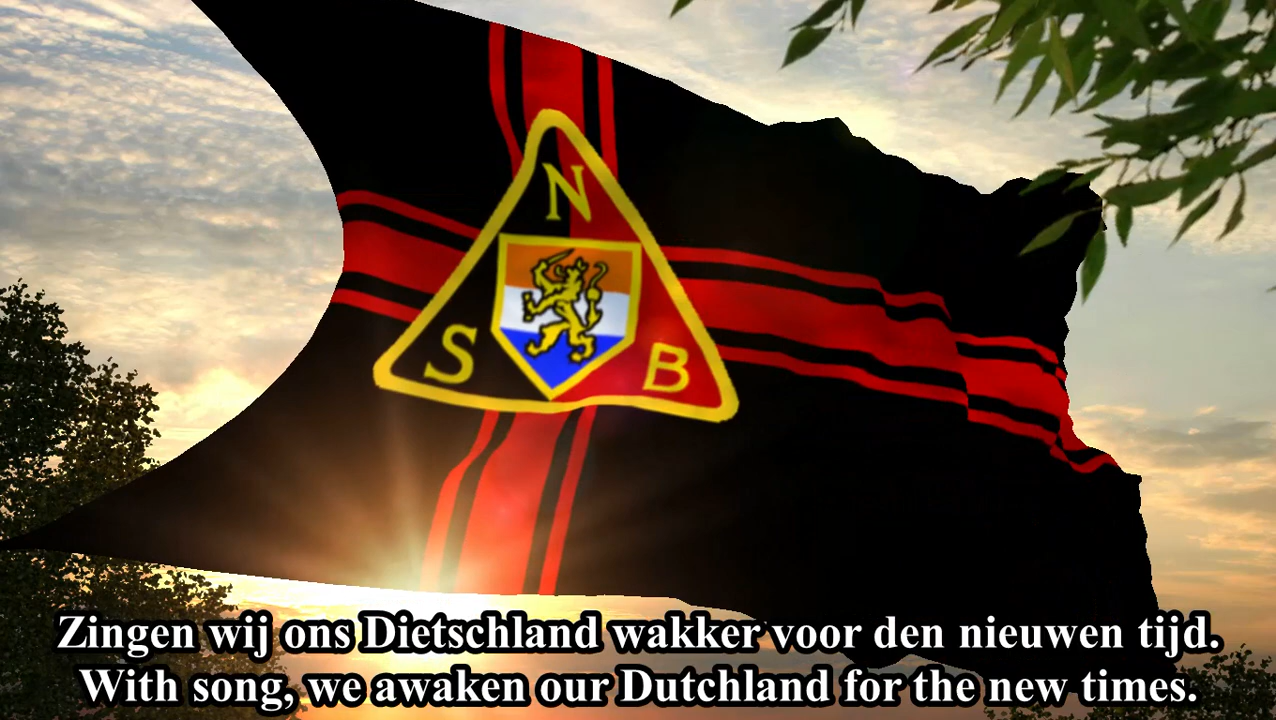 N
S B
Zingen wij ons Dietschland wakker voor den nieuwen tijd.
With song, we awaken our Dutchland for the new times.